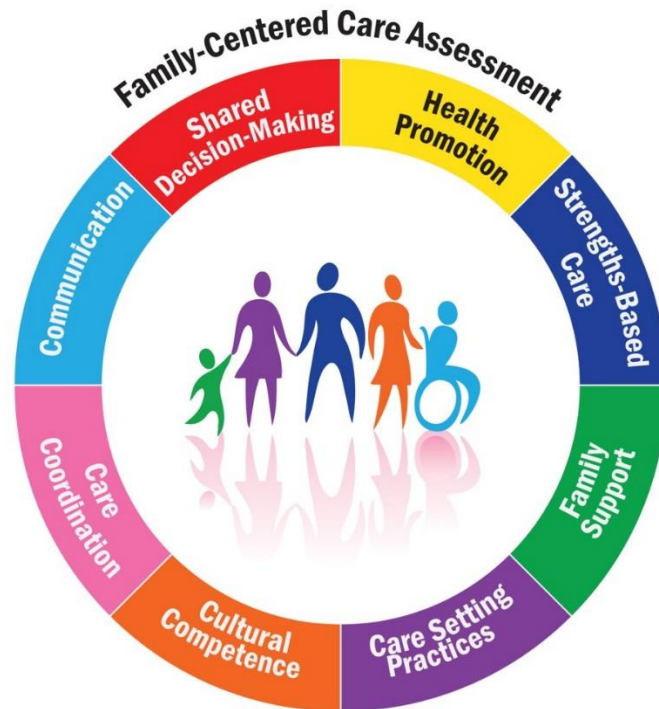 Family-Centered Care Assessment
Shared
Decision-Making
Health
Promotion
Strengths-Based
Care
Family
Support
Care Setting
Practices
Cultural
Competence
Care
Coordination
Communication